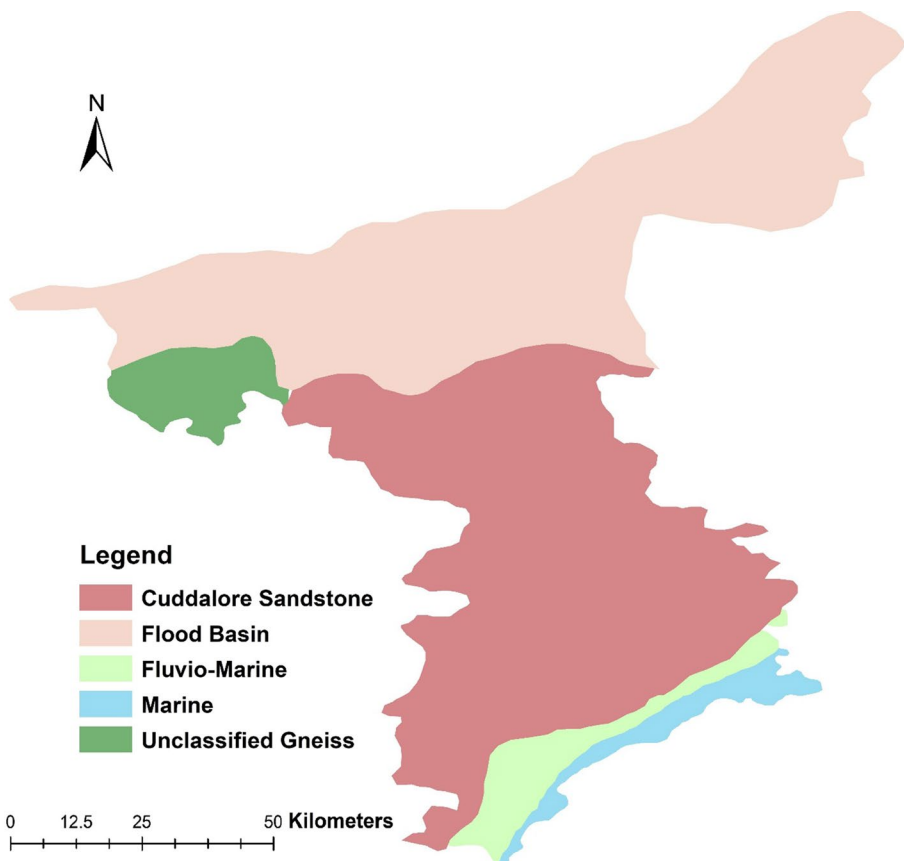 N
Legend
Cuddalore Sandstone
Flood Basin
Fluvio-Marine
Marine
Unclassified Gneiss
0 12.5 25 50 Kilometers